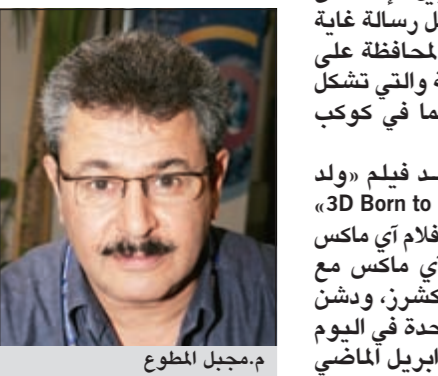 ل رسالة غاية
لمحافظة على
ة والتي تشكل
ما في كوكب
ـد فيلم «ولد
«3D Born to
فلام آي ماكس
آي ماكس مع
كشرز، ودشن
حدة في اليوم
ابريل الماضي
م.مجبل المطوع